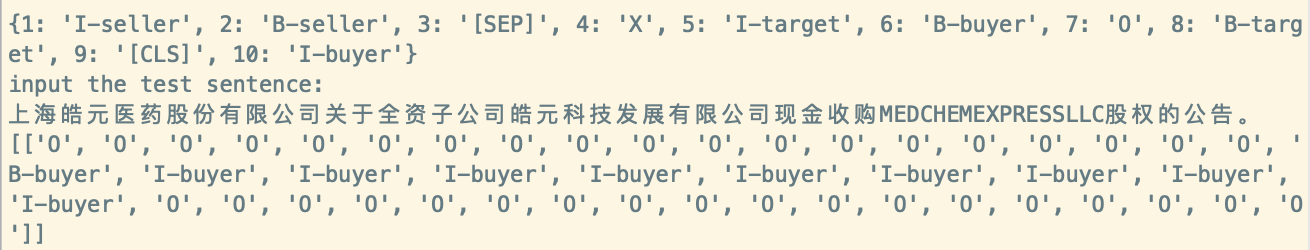 {1: 'I-seller', 2: 'B-seller', 3: '[SEP]', 4: 'X', 5: 'I-target', 6: 'B-buyer', 7: 'O', 8: 'B-targ
et', 9: '[CLS]', 10: 'I-buyer'}
input the test sentence:
上海皓元医药股份有限公司关于全资子公司皓元科技发展有限公司现金收购MEDCHEMEXPRESSLLC股权的公告。
[['O', 'O', 'O', 'O', 'O', 'O', 'O', 'O', 'O', 'O', 'O', 'O', 'O', 'O', 'O', 'O', 'O', 'O', 'O', '
B-buyer', 'I-buyer', 'I-buyer', 'I-buyer', 'I-buyer', 'I-buyer', 'I-buyer', 'I-buyer', 'I-buyer',
'I-buyer', 'O', 'O', 'O', 'O', 'O', 'O', 'O', 'O', 'O', 'O', 'O', 'O', 'O', 'O', 'O', 'O', 'O', 'O
']]